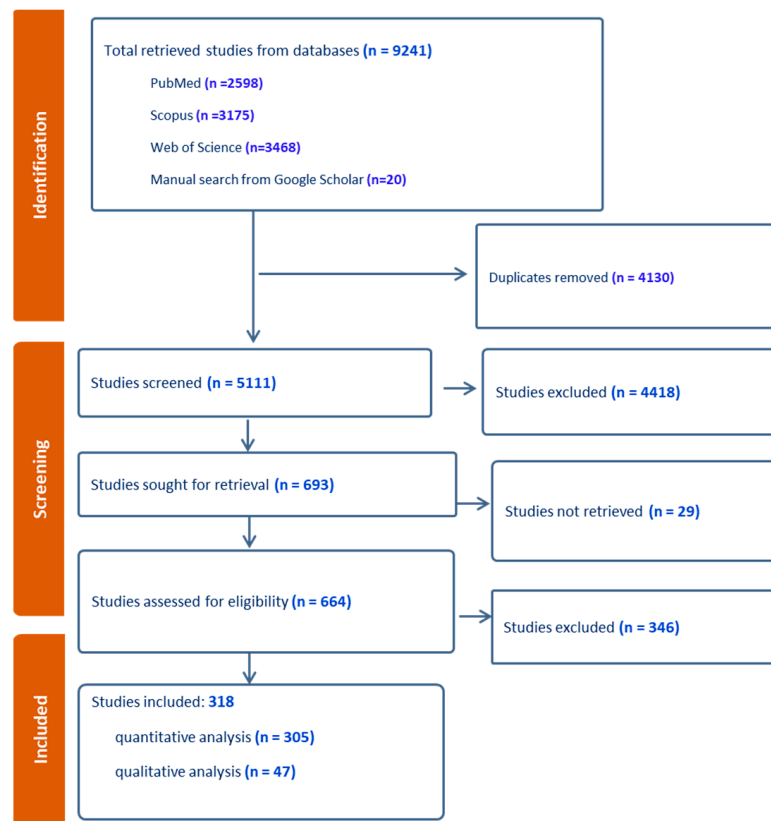 Identification
Total retrieved studies from databases (n = 9241)
PubMed (n =2598)
Scopus (n =3175)
Web of Science (n=3468)
Manual search from Google Scholar (n=20)
Duplicates removed (n = 4130)
Screening
Studies screened (n = 5111)
Studies excluded (n = 4418)
Studies sought for retrieval (n = 693)
Studies not retrieved (n = 29)
Studies assessed for eligibility (n = 664)
Studies excluded (n = 346)
Included
Studies included: 318
quantitative analysis (n = 305)
qualitative analysis (n = 47)